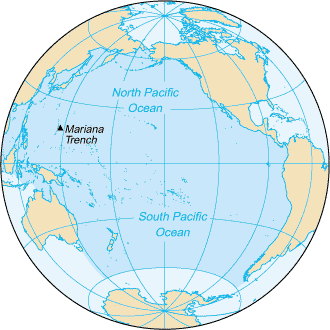 North Pacific
Ocean
Mariana
Trench
South Pacific
Ocean